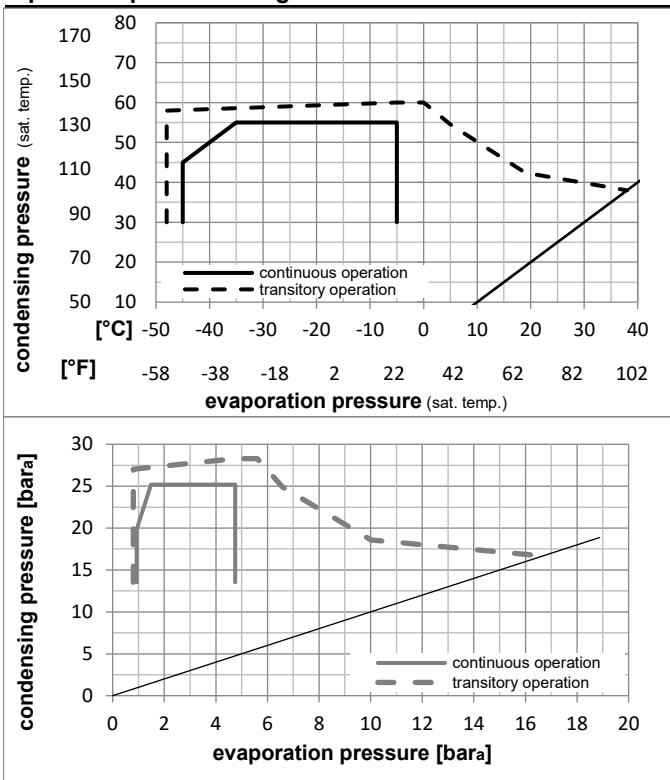 80
170
70
150
60
130
50
110
40
90
30
70
20
50
10
continuous operation
transitory operation
condensing pressure (sat. temp.)
[°C] -50 -40 -30 -20 -10 0 10 20 30 40
[°F] -58 -38 -18 2 22 42 62 82 102
evaporation pressure (sat. temp.)
30
25
20
15
10
5
0
continuous operation
transitory operation
condensing pressure [bara]
0 2 4 6 8 10 12 14 16 18 20
evaporation pressure [bara]